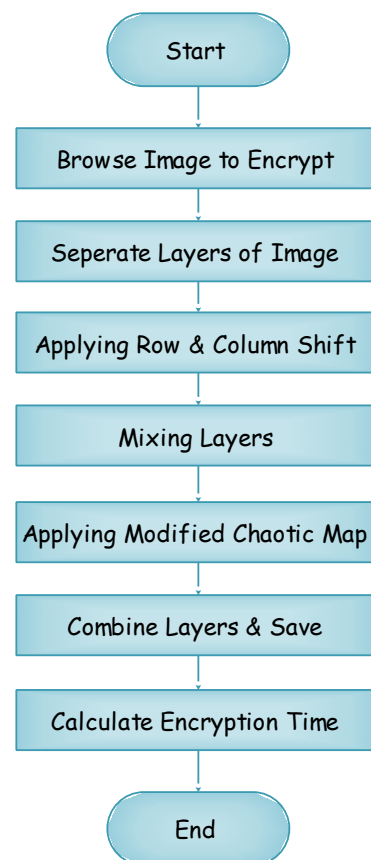 Start
Browse Image to Encrypt
Seperate Layers of Image
Applying Row & Column Shift
Mixing Layers
Applying Modified Chaotic Map
Combine Layers & Save
Calculate Encryption Time
End